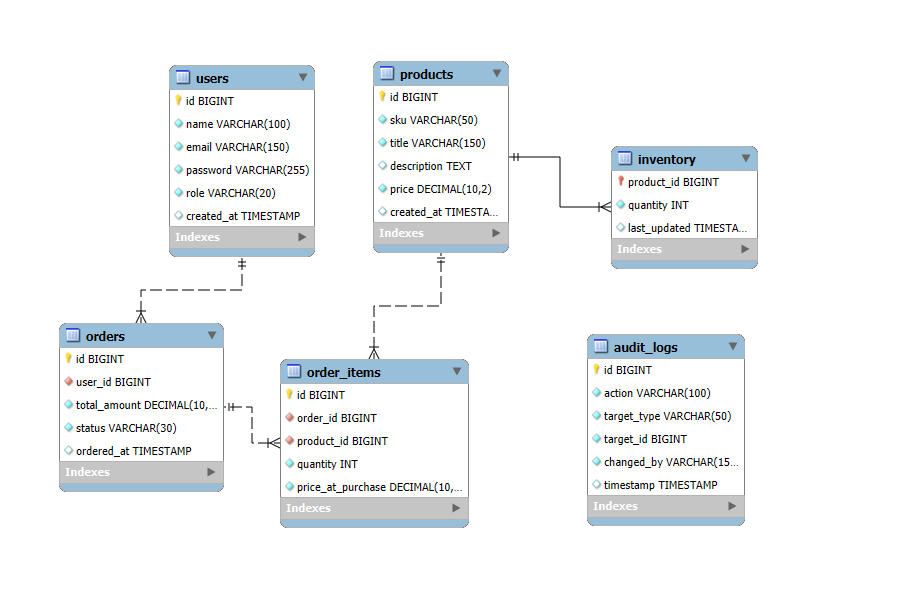 users
id BIGINT
name VARCHAR(100)
email VARCHAR(150)
password VARCHAR(255)
role VARCHAR(20)
created_at TIMESTAMP
Indexes
products
id BIGINT
sku VARCHAR(50)
title VARCHAR(150)
description TEXT
price DECIMAL(10,2)
created_at TIMESTA...
Indexes
inventory
product_id BIGINT
quantity INT
last_updated TIMESTA...
Indexes
orders
id BIGINT
user_id BIGINT
total_amount DECIMAL(10,...
status VARCHAR(30)
ordered_at TIMESTAMP
Indexes
order_items
id BIGINT
order_id BIGINT
product_id BIGINT
quantity INT
price_at_purchase DECIMAL(10,...
Indexes
audit_logs
id BIGINT
action VARCHAR(100)
target_type VARCHAR(50)
target_id BIGINT
changed_by VARCHAR(15...
timestamp TIMESTAMP
Indexes